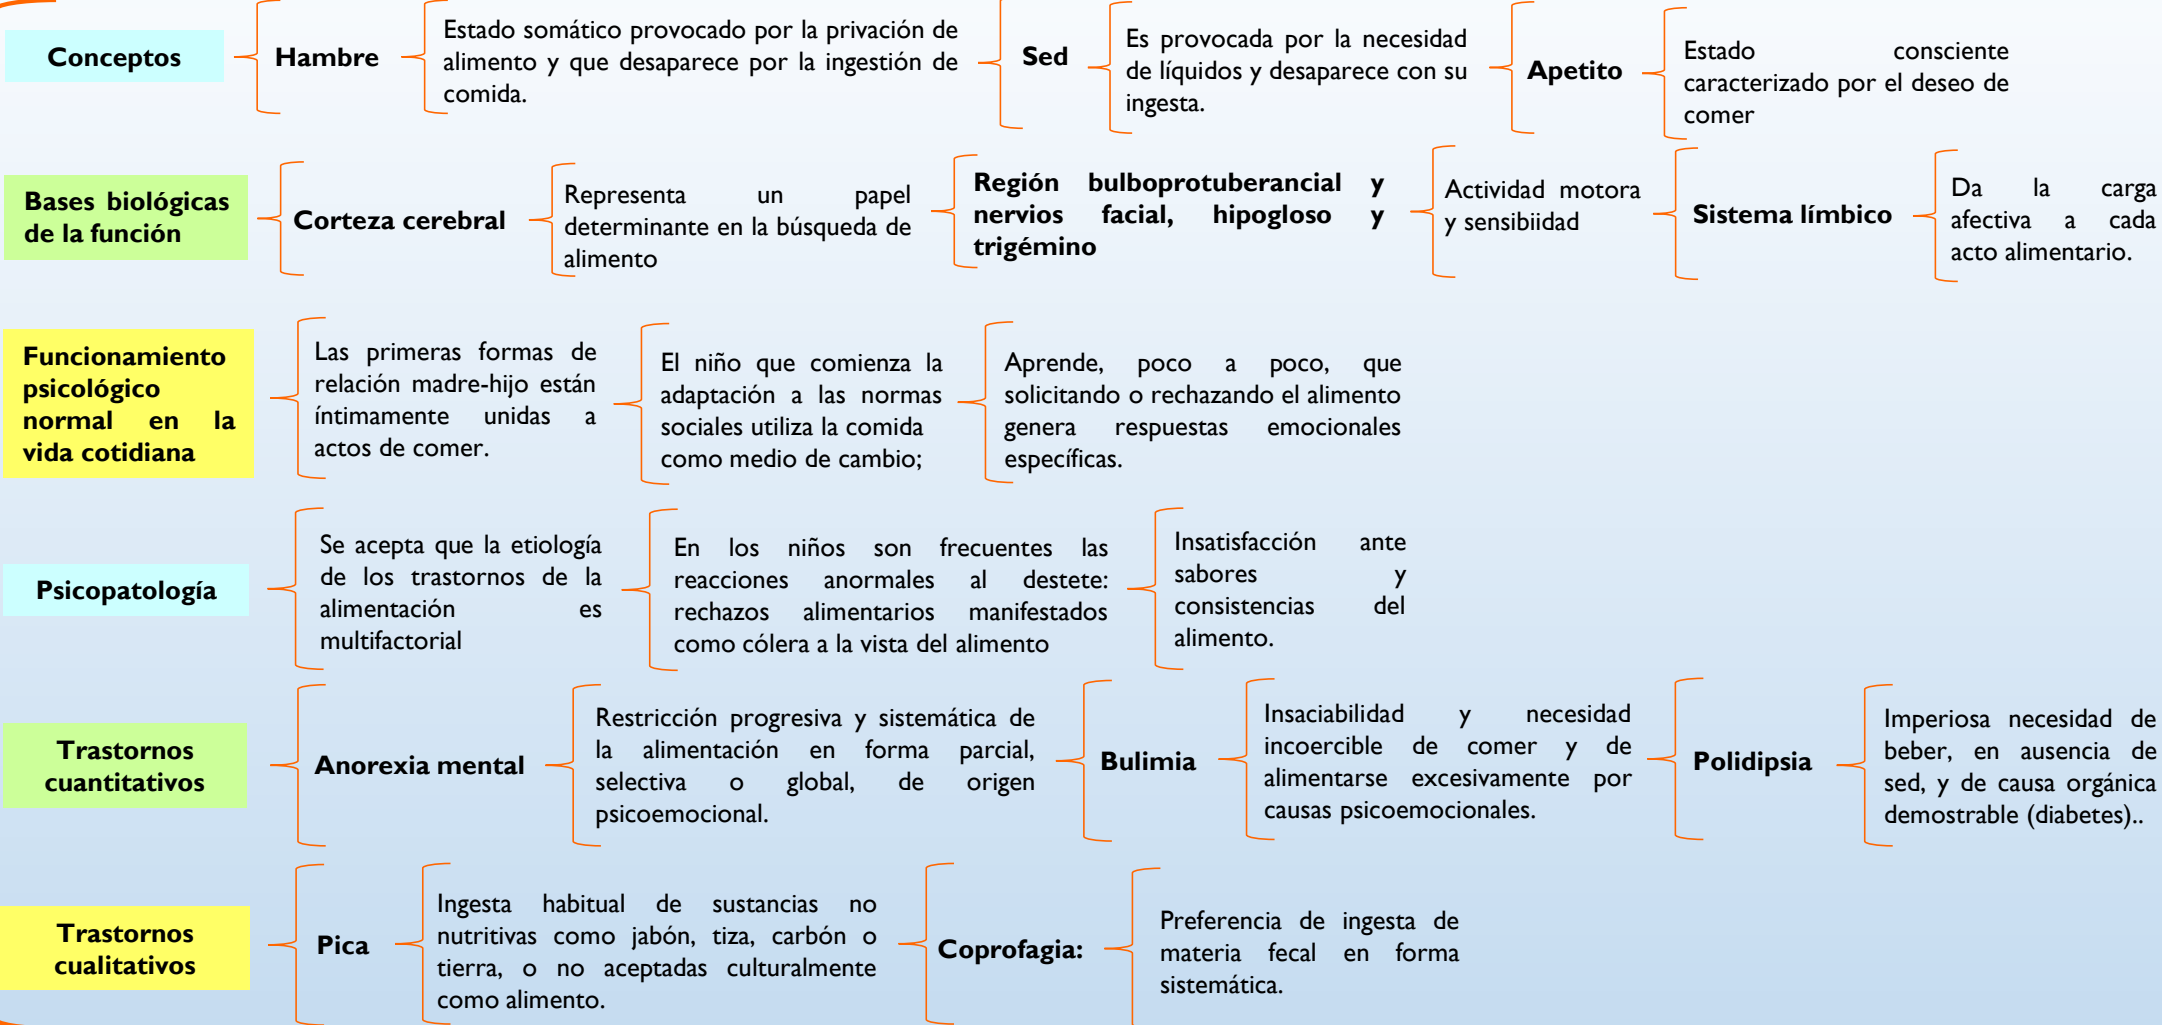 Conceptos
Hambre
Estado somático provocado por la privación de
alimento y que desaparece por la ingestión de
comida.
Sed
Es provocada por la necesidad
de líquidos y desaparece con su
ingesta.
Apetito
Estado consciente
caracterizado por el deseo de
comer
Bases biológicas
de la función
Corteza cerebral
Representa un papel
determinante en la búsqueda de
alimento
Región bulboprotuberancial y
nervios facial, hipogloso y
trigémino
Actividad motora
y sensibiidad
Sistema límbico
Da la carga
afectiva a cada
acto alimentario.
Funcionamiento
psicológico
normal en la
vida cotidiana
Las primeras formas de
relación madre-hijo están
íntimamente unidas a
actos de comer.
El niño que comienza la
adaptación a las normas
sociales utiliza la comida
como medio de cambio;
Aprende, poco a poco, que
solicitando o rechazando el alimento
genera respuestas emocionales
específicas.
Psicopatología
Se acepta que la etiología
de los trastornos de la
alimentación es
multifactorial
En los niños son frecuentes las
reacciones anormales al destete:
rechazos alimentarios manifestados
como cólera a la vista del alimento
Insatisfacción ante
sabores y
consistencias del
alimento.
Trastornos
cuantitativos
Anorexia mental
Restricción progresiva y sistemática de
la alimentación en forma parcial,
selectiva o global, de origen
psicoemocional.
Bulimia
Insaciabilidad y necesidad
incoercible de comer y de
alimentarse excesivamente por
causas psicoemocionales.
Polidipsia
Imperiosa necesidad de
beber, en ausencia de
sed, y de causa orgánica
demostrable (diabetes)..
Trastornos
cualitativos
Pica
Ingesta habitual de sustancias no
nutritivas como jabón, tiza, carbón o
tierra, o no aceptadas culturalmente
como alimento.
Coprofagia:
Preferencia de ingesta de
materia fecal en forma
sistemática.